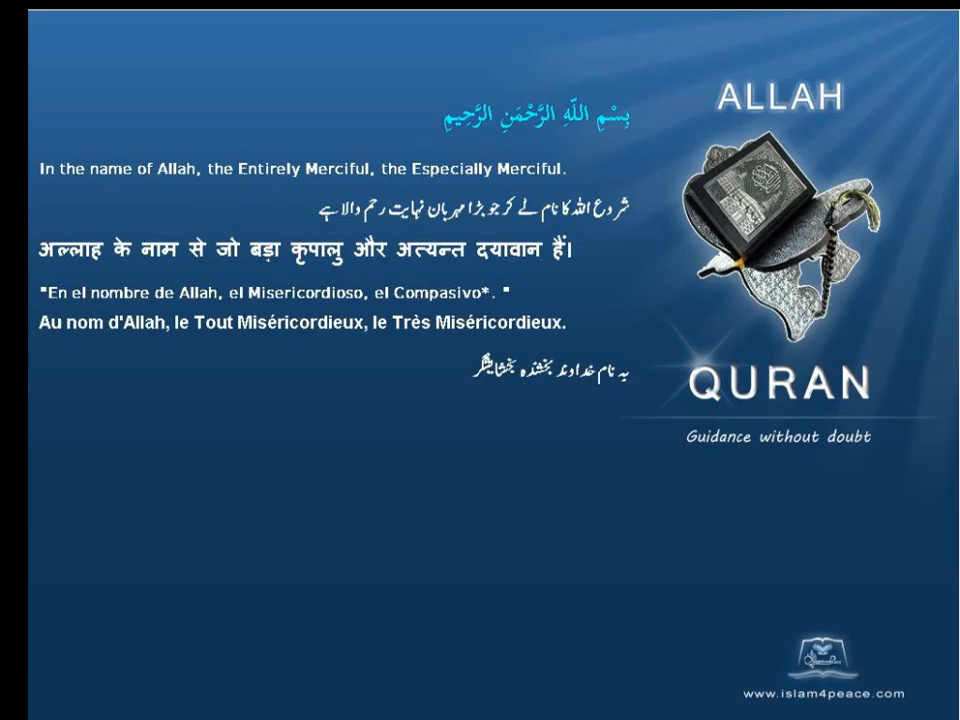 بِسْمِ اللَّهِ الرَّحْمَنِ الرَّحِيمِ
In the name of Allah, the Entirely Merciful, the Especially Merciful.
شروع الله کا نام لے کر جو بڑا مہربان نہایت رحم والا ہے
अल्लाह के नाम से जो बड़ा कृपालु और अत्यन्त दयावान हैं।
"En el nombre de Allah, el Misericordioso, el Compasivo*. "
Au nom d'Allah, le Tout Miséricordieux, le Très Miséricordieux.
به نام خداوند بخشنده بخشایشگر
ALLAH
QURAN
Guidance without doubt
www.islam4peace.com